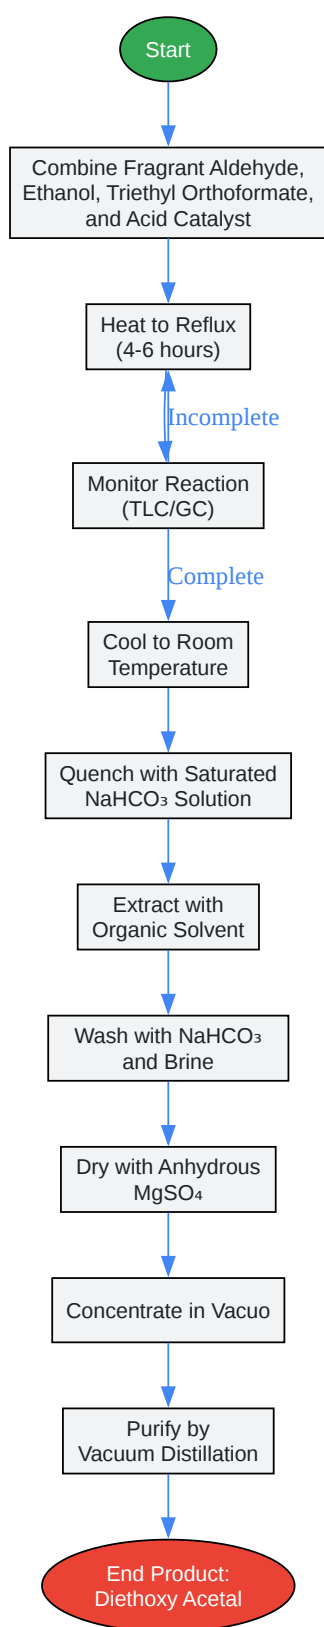 Start
Combine Fragrant Aldehyde,
Ethanol, Triethyl Orthoformate,
and Acid Catalyst
Heat to Reflux
(4-6 hours)
Incomplete
Monitor Reaction
(TLC/GC)
Complete
Cool to Room
Temperature
Quench with Saturated
NaHCO₃ Solution
Extract with
Organic Solvent
Wash with NaHCO₃
and Brine
Dry with Anhydrous
MgSO₄
Concentrate in Vacuo
Purify by
Vacuum Distillation
End Product:
Diethoxy Acetal